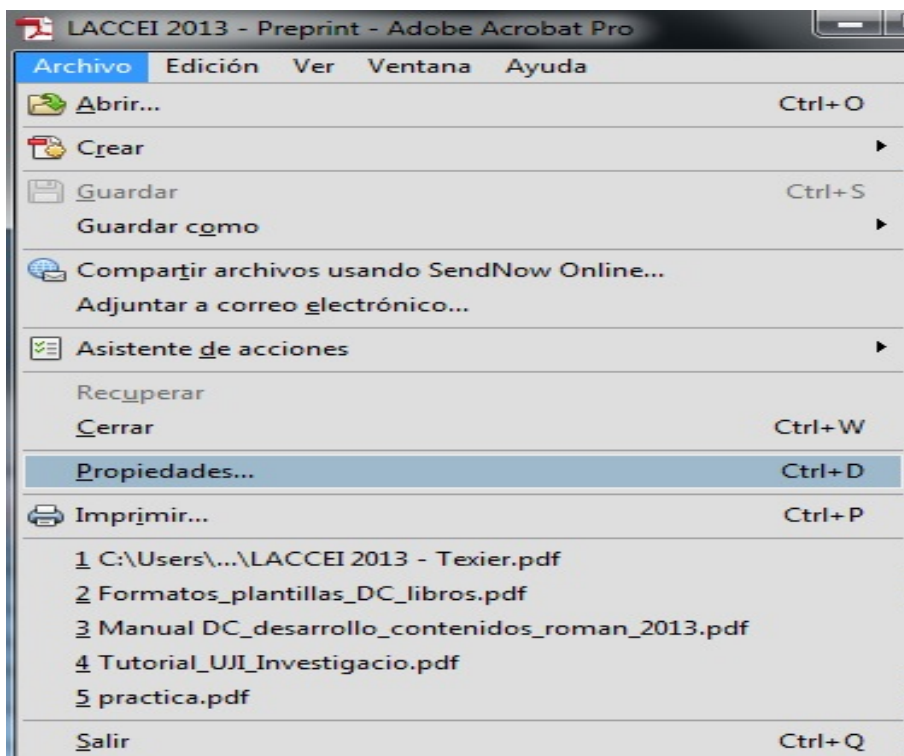 LACCEI 2013 - Preprint - Adobe Acrobat Pro
Archivo Edición Ver Ventana Ayuda
Abrir... Ctrl+O
Crear
Guardar Ctrl+S
Guardar como
Compartir archivos usando SendNow Online...
Adjuntar a correo electrónico...
Asistente de acciones
Recuperar
Cerrar Ctrl+W
Propiedades... Ctrl+D
Imprimir... Ctrl+P
1 C:\Users\...\LACCEI 2013 - Texier.pdf
2 Formatos_plantillas_DC_libros.pdf
3 Manual DC_desarrollo_contenidos_roman_2013.pdf
4 Tutorial_UJI_Investigacio.pdf
5 practica.pdf
Salir Ctrl+Q